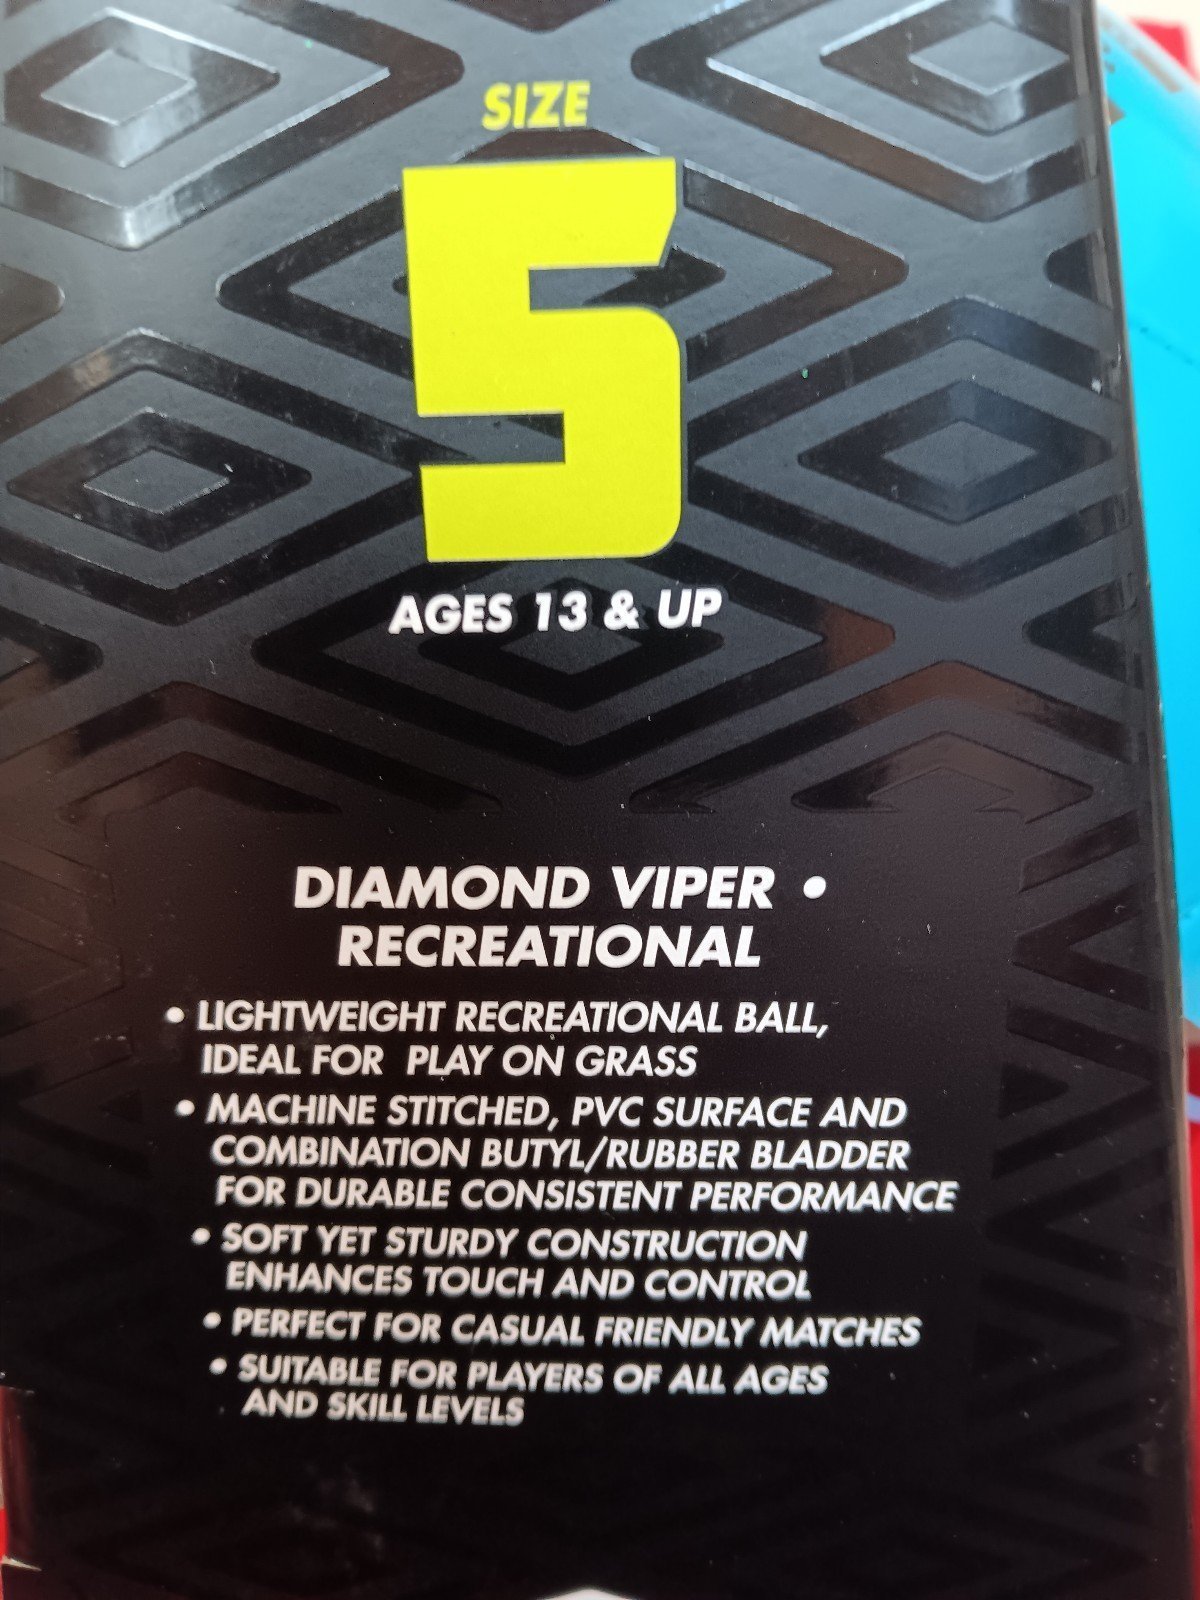 SIZE
5
AGES 13 & UP
DIAMOND VIPER •
RECREATIONAL
• LIGHTWEIGHT RECREATIONAL BALL,
IDEAL FOR PLAY ON GRASS
• MACHINE STITCHED, PVC SURFACE AND
COMBINATION BUTYL/RUBBER BLADDER
FOR DURABLE CONSISTENT PERFORMANCE
• SOFT YET STURDY CONSTRUCTION
ENHANCES TOUCH AND CONTROL
• PERFECT FOR CASUAL FRIENDLY MATCHES
• SUITABLE FOR PLAYERS OF ALL AGES
AND SKILL LEVELS